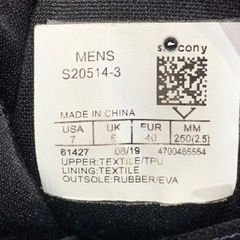 MENS
saucony
S20514-3
MADE IN CHINA
USA UK EUR MM
7 6 40 250(2.5)
61427 08/19 4700485554
UPPER:TEXTILE/TPU
LINING:TEXTILE
OUTSOLE:RUBBER/EVA